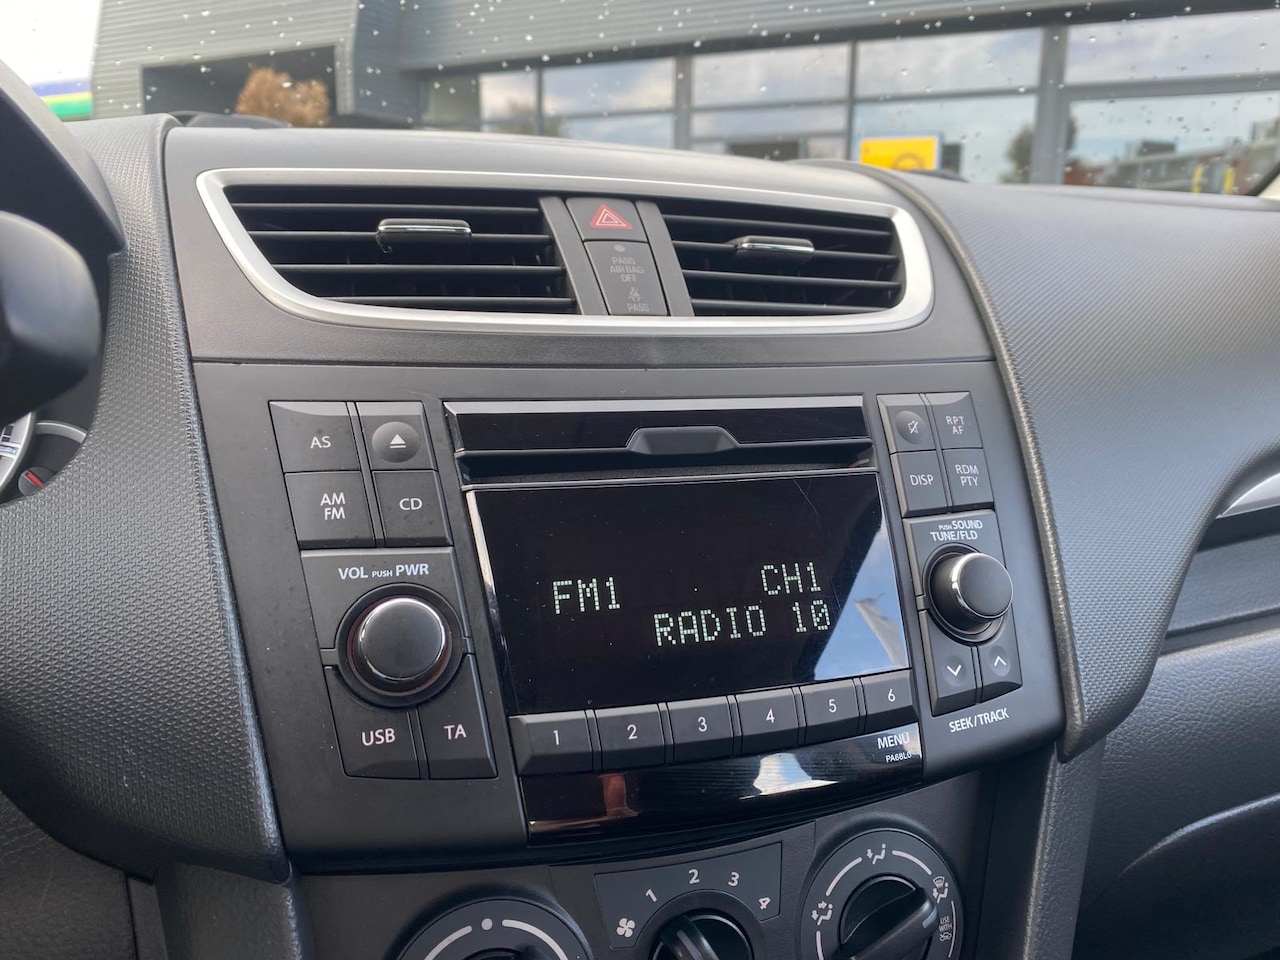 PASS
AIR BAG
OFF
PASS
AS
AM
FM
CD
VOL PUSH PWR
USB
TA
FM1
CH1
RADIO 10
1
2
3
4
5
6
MENU
RPT
AF
DISP
RDM
PTY
PUSH SOUND
TUNE/FLD
SEEK/TRACK
1
2
3
4
USE
WITH